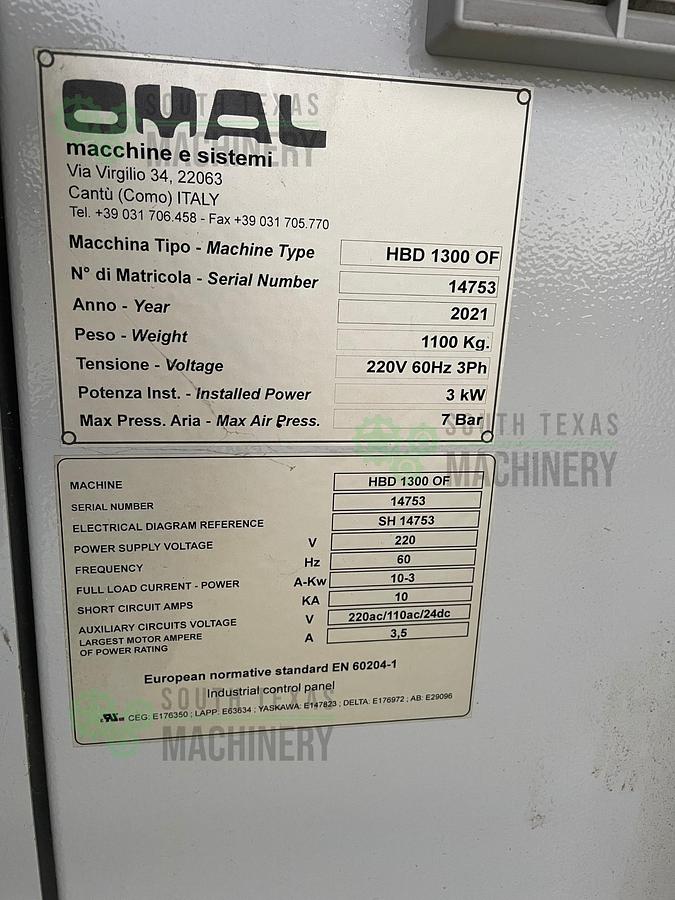 OMAL
macchine e sistemi
Via Virgilio 34, 22063
Cantù (Como) ITALY
Tel. +39 031 706.458 - Fax +39 031 705.770
Macchina Tipo - Machine Type HBD 1300 OF
N° di Matricola - Serial Number 14753
Anno - Year 2021
Peso - Weight 1100 Kg.
Tensione - Voltage 220V 60Hz 3Ph
Potenza Inst. - Installed Power 3 kW
Max Press. Aria - Max Air Press. 7 Bar
MACHINE HBD 1300 OF
SERIAL NUMBER 14753
ELECTRICAL DIAGRAM REFERENCE SH 14753
POWER SUPPLY VOLTAGE V 220
FREQUENCY Hz 60
FULL LOAD CURRENT - POWER A-Kw 10-3
SHORT CIRCUIT AMPS KA 10
AUXILIARY CIRCUITS VOLTAGE V 220ac/110ac/24dc
LARGEST MOTOR AMPERE A 3,5
OF POWER RATING
European normative standard EN 60204-1
Industrial control panel
CEG: E176350 ; LAPP: E63634 ; YASKAWA: E147823 ; DELTA: E176972 ; AB: E29096
SOUTH TEXAS
MACHINERY
SOUTH TEXAS
MACHINERY
SOUTH TEXAS
MACHINERY